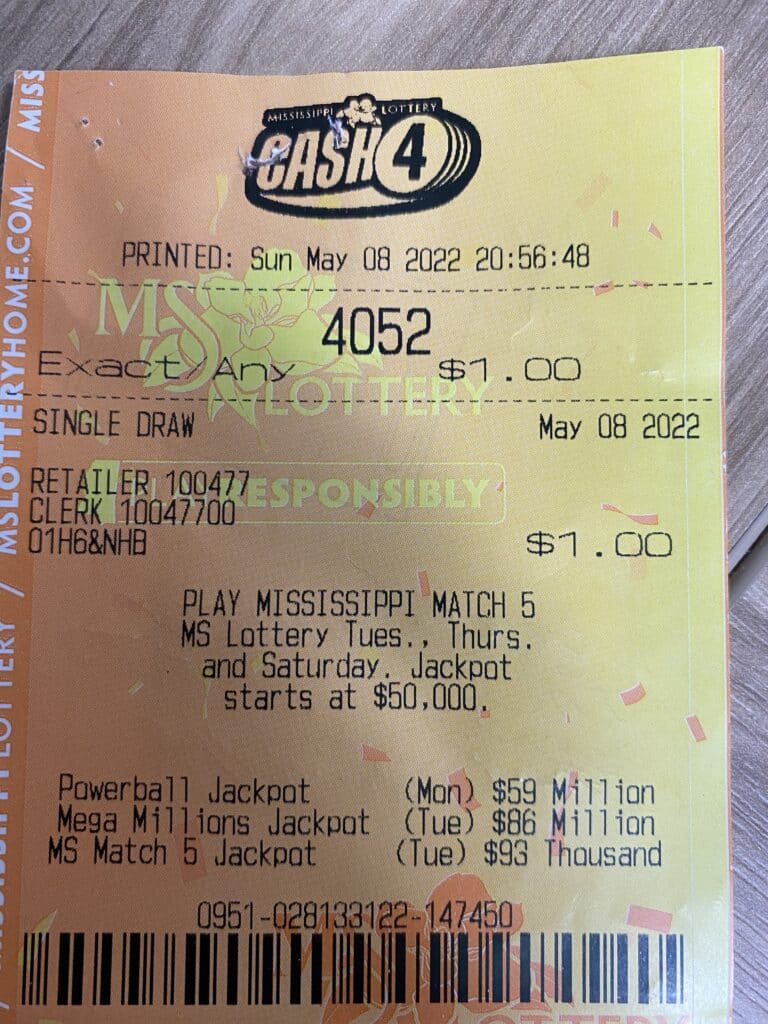 MISSISSIPPI LOTTERY
CASH 4
PRINTED: Sun May 08 2022 20:56:48
MS
LOTTERY
4052
Exact/Any $1.00
SINGLE DRAW May 08 2022
RESPONSIBLY
RETAILER 100477
CLERK 10047700
01H6&NHB $1.00
PLAY MISSISSIPPI MATCH 5
MS Lottery Tues., Thurs.
and Saturday. Jackpot
starts at $50,000.
Powerball Jackpot (Mon) $59 Million
Mega Millions Jackpot (Tue) $86 Million
MS Match 5 Jackpot (Tue) $93 Thousand
0951-028133122-147450
LOTTERY / MSLOTTERYHOME.COM / MISS